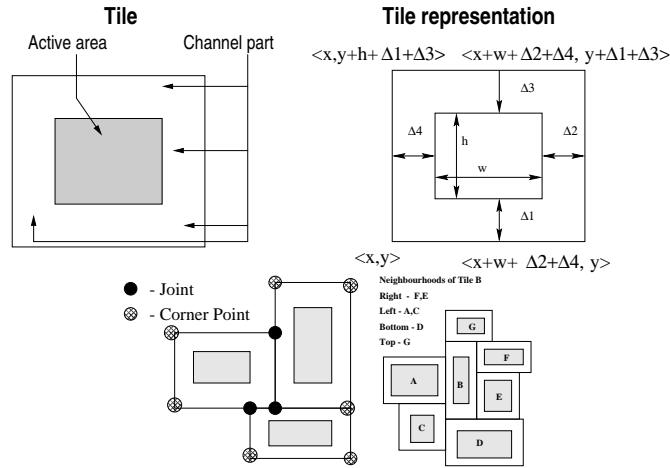 Tile
Active area
Channel part
Tile representation
<x,y+h+ Δ1+Δ3>
<x+w+ Δ2+Δ4, y+Δ1+Δ3>
Δ3
Δ4
Δ2
h
w
Δ1
<x,y>
<x+w+ Δ2+Δ4, y>
- Joint
- Corner Point
Neighbourhoods of Tile B
Right - F,E
Left - A,C
Bottom - D
Top - G
G
F
A
B
E
C
D